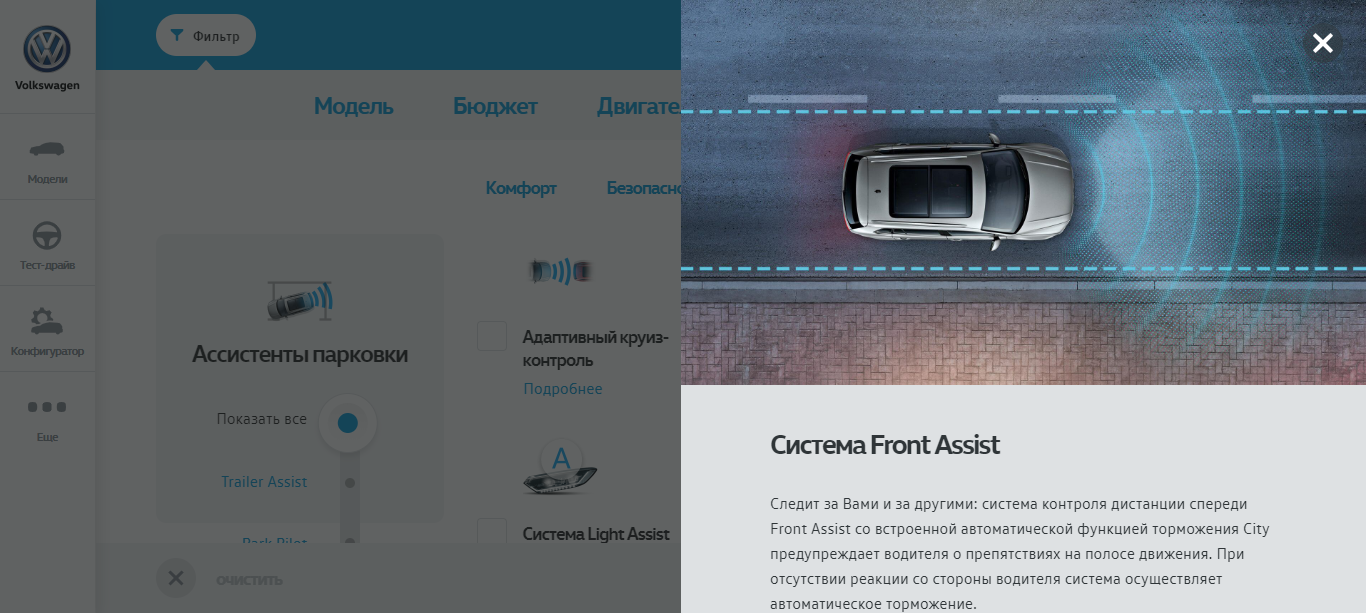 Volkswagen
Модели
Тест-драйв
Конфигуратор
Еще
Фильтр
Модель Бюджет Двигате
Комфорт Безопасно
Ассистенты парковки
Показать все
Trailer Assist
Park Pilot
Адаптивный круиз-
контроль
Подробнее
A
Система Light Assist
очистить
Система Front Assist
Следит за Вами и за другими: система контроля дистанции спереди
Front Assist со встроенной автоматической функцией торможения City
предупреждает водителя о препятствиях на полосе движения. При
отсутствии реакции со стороны водителя система осуществляет
автоматическое торможение.